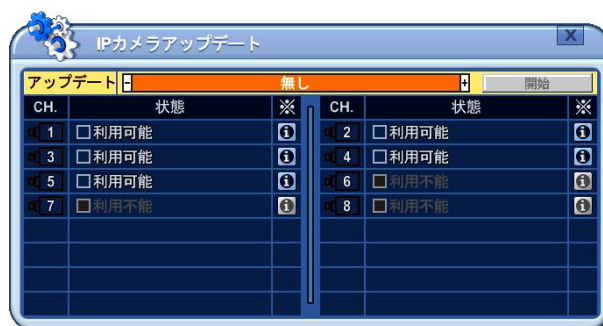 IPカメラアップデート X
アップデート - 無し + 開始
CH. 状態 ※ CH. 状態 ※
1 利用可能 i 2 利用可能 i
3 利用可能 i 4 利用可能 i
5 利用可能 i 6 利用不能 i
7 利用不能 i 8 利用不能 i